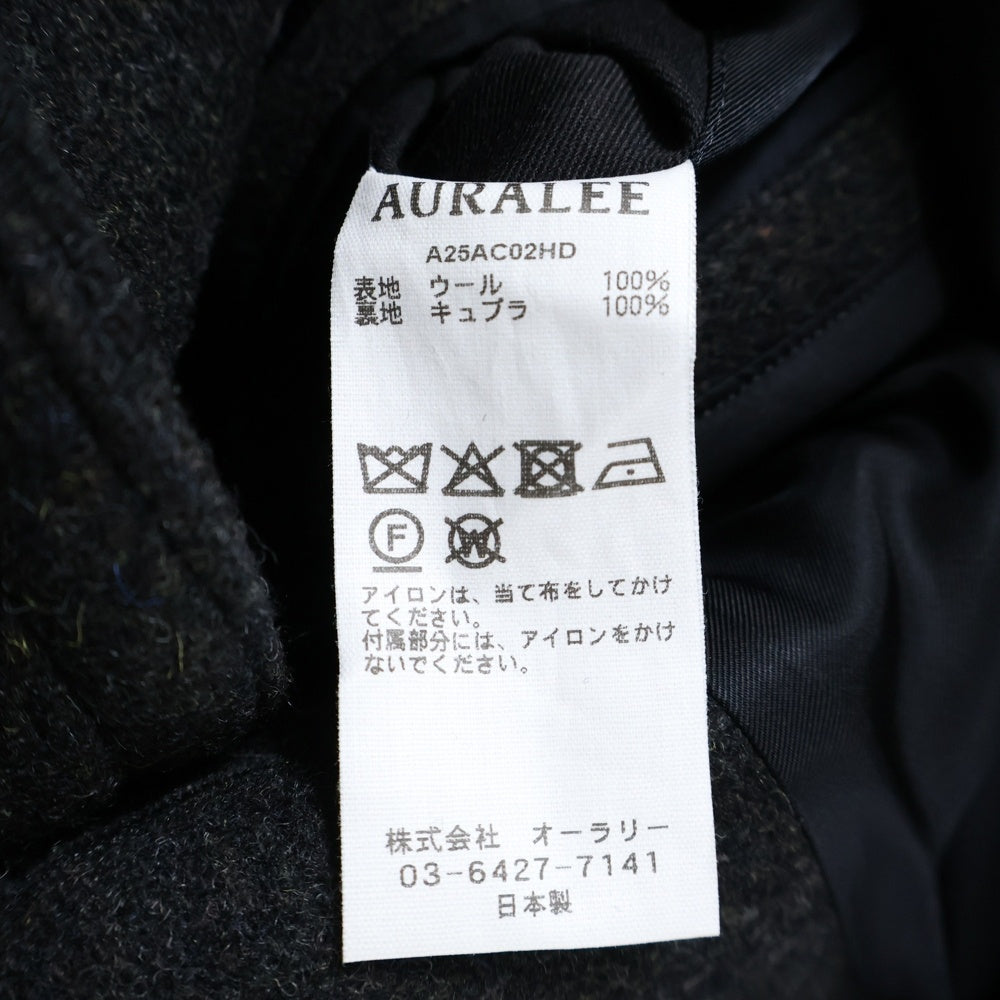 AURALEE
A25AC02HD
表地 ウール 100%
裏地 キュプラ 100%
F
W
アイロンは、当て布をしてかけ
てください。
付属部分には、アイロンをかけ
ないでください。
株式会社 オーラリー
03-6427-7141
日本製